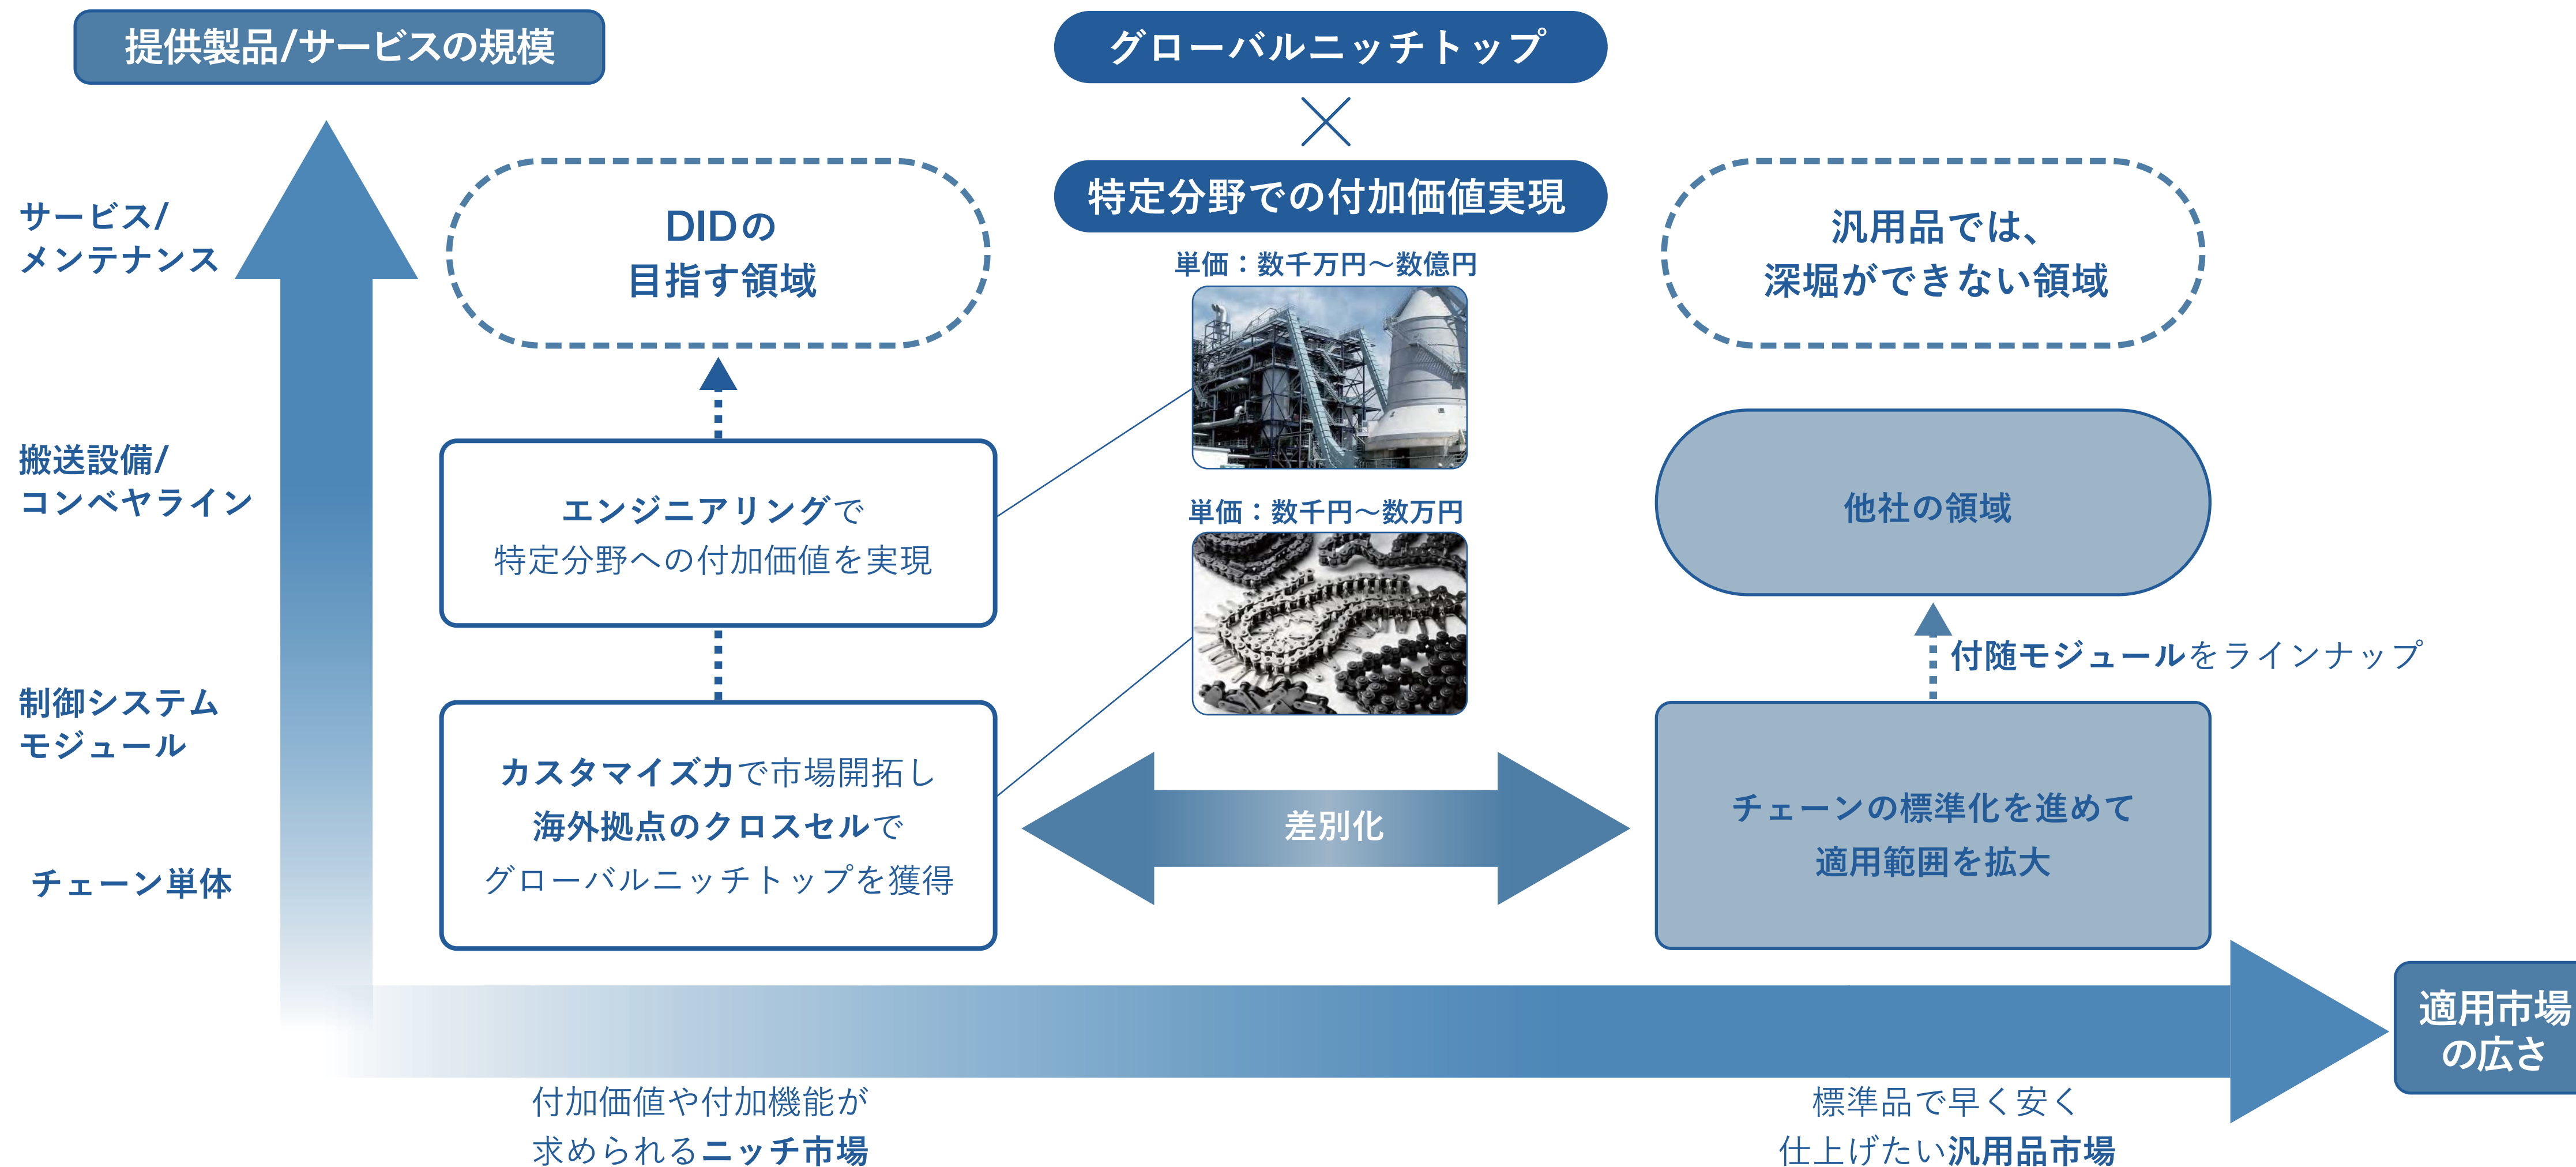 提供製品/サービスの規模
グローバルニッチトップ
×
特定分野での付加価値実現
サービス/
メンテナンス
DIDの
目指す領域
単価：数千万円〜数億円
汎用品では、
深堀ができない領域
搬送設備/
コンベヤライン
エンジニアリングで
特定分野への付加価値を実現
単価：数千円〜数万円
他社の領域
付随モジュールをラインナップ
制御システム
モジュール
カスタマイズ力で市場開拓し
海外拠点のクロスセルで
グローバルニッチトップを獲得
差別化
チェーンの標準化を進めて
適用範囲を拡大
チェーン単体
適用市場
の広さ
付加価値や付加機能が
求められるニッチ市場
標準品で早く安く
仕上げたい汎用品市場